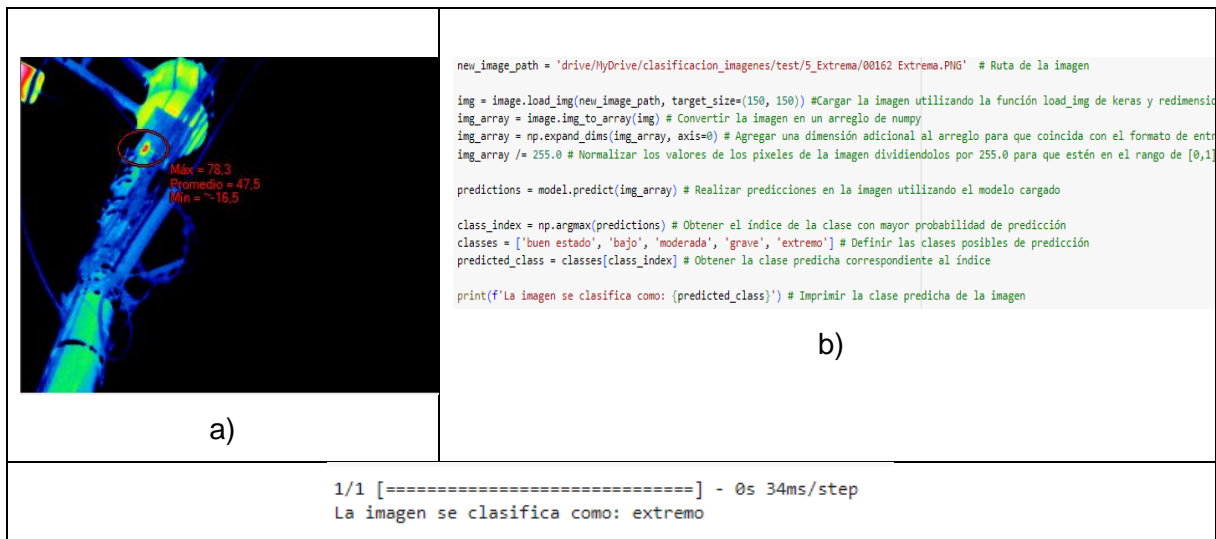 Máx = 78,3
Promedio = 47,5
Mín = ~-16,5
a)
new_image_path = 'drive/MyDrive/clasificacion_imagenes/test/5_Extrema/00162 Extrema.PNG'  # Ruta de la imagen
img = image.load_img(new_image_path, target_size=(150, 150)) #Cargar la imagen utilizando la función load_img de keras y redimensio
img_array = image.img_to_array(img) # Convertir la imagen en un arreglo de numpy
img_array = np.expand_dims(img_array, axis=0) # Agregar una dimensión adicional al arreglo para que coincida con el formato de entr
img_array /= 255.0 # Normalizar los valores de los pixeles de la imagen dividiendolos por 255.0 para que estén en el rango de [0,1]
predictions = model.predict(img_array) # Realizar predicciones en la imagen utilizando el modelo cargado
class_index = np.argmax(predictions) # Obtener el índice de la clase con mayor probabilidad de predicción
classes = ['buen estado', 'bajo', 'moderada', 'grave', 'extremo'] # Definir las clases posibles de predicción
predicted_class = classes[class_index] # Obtener la clase predicha correspondiente al índice
print(f'La imagen se clasifica como: {predicted_class}') # Imprimir la clase predicha de la imagen
b)
1/1 [==============================] - 0s 34ms/step
La imagen se clasifica como: extremo